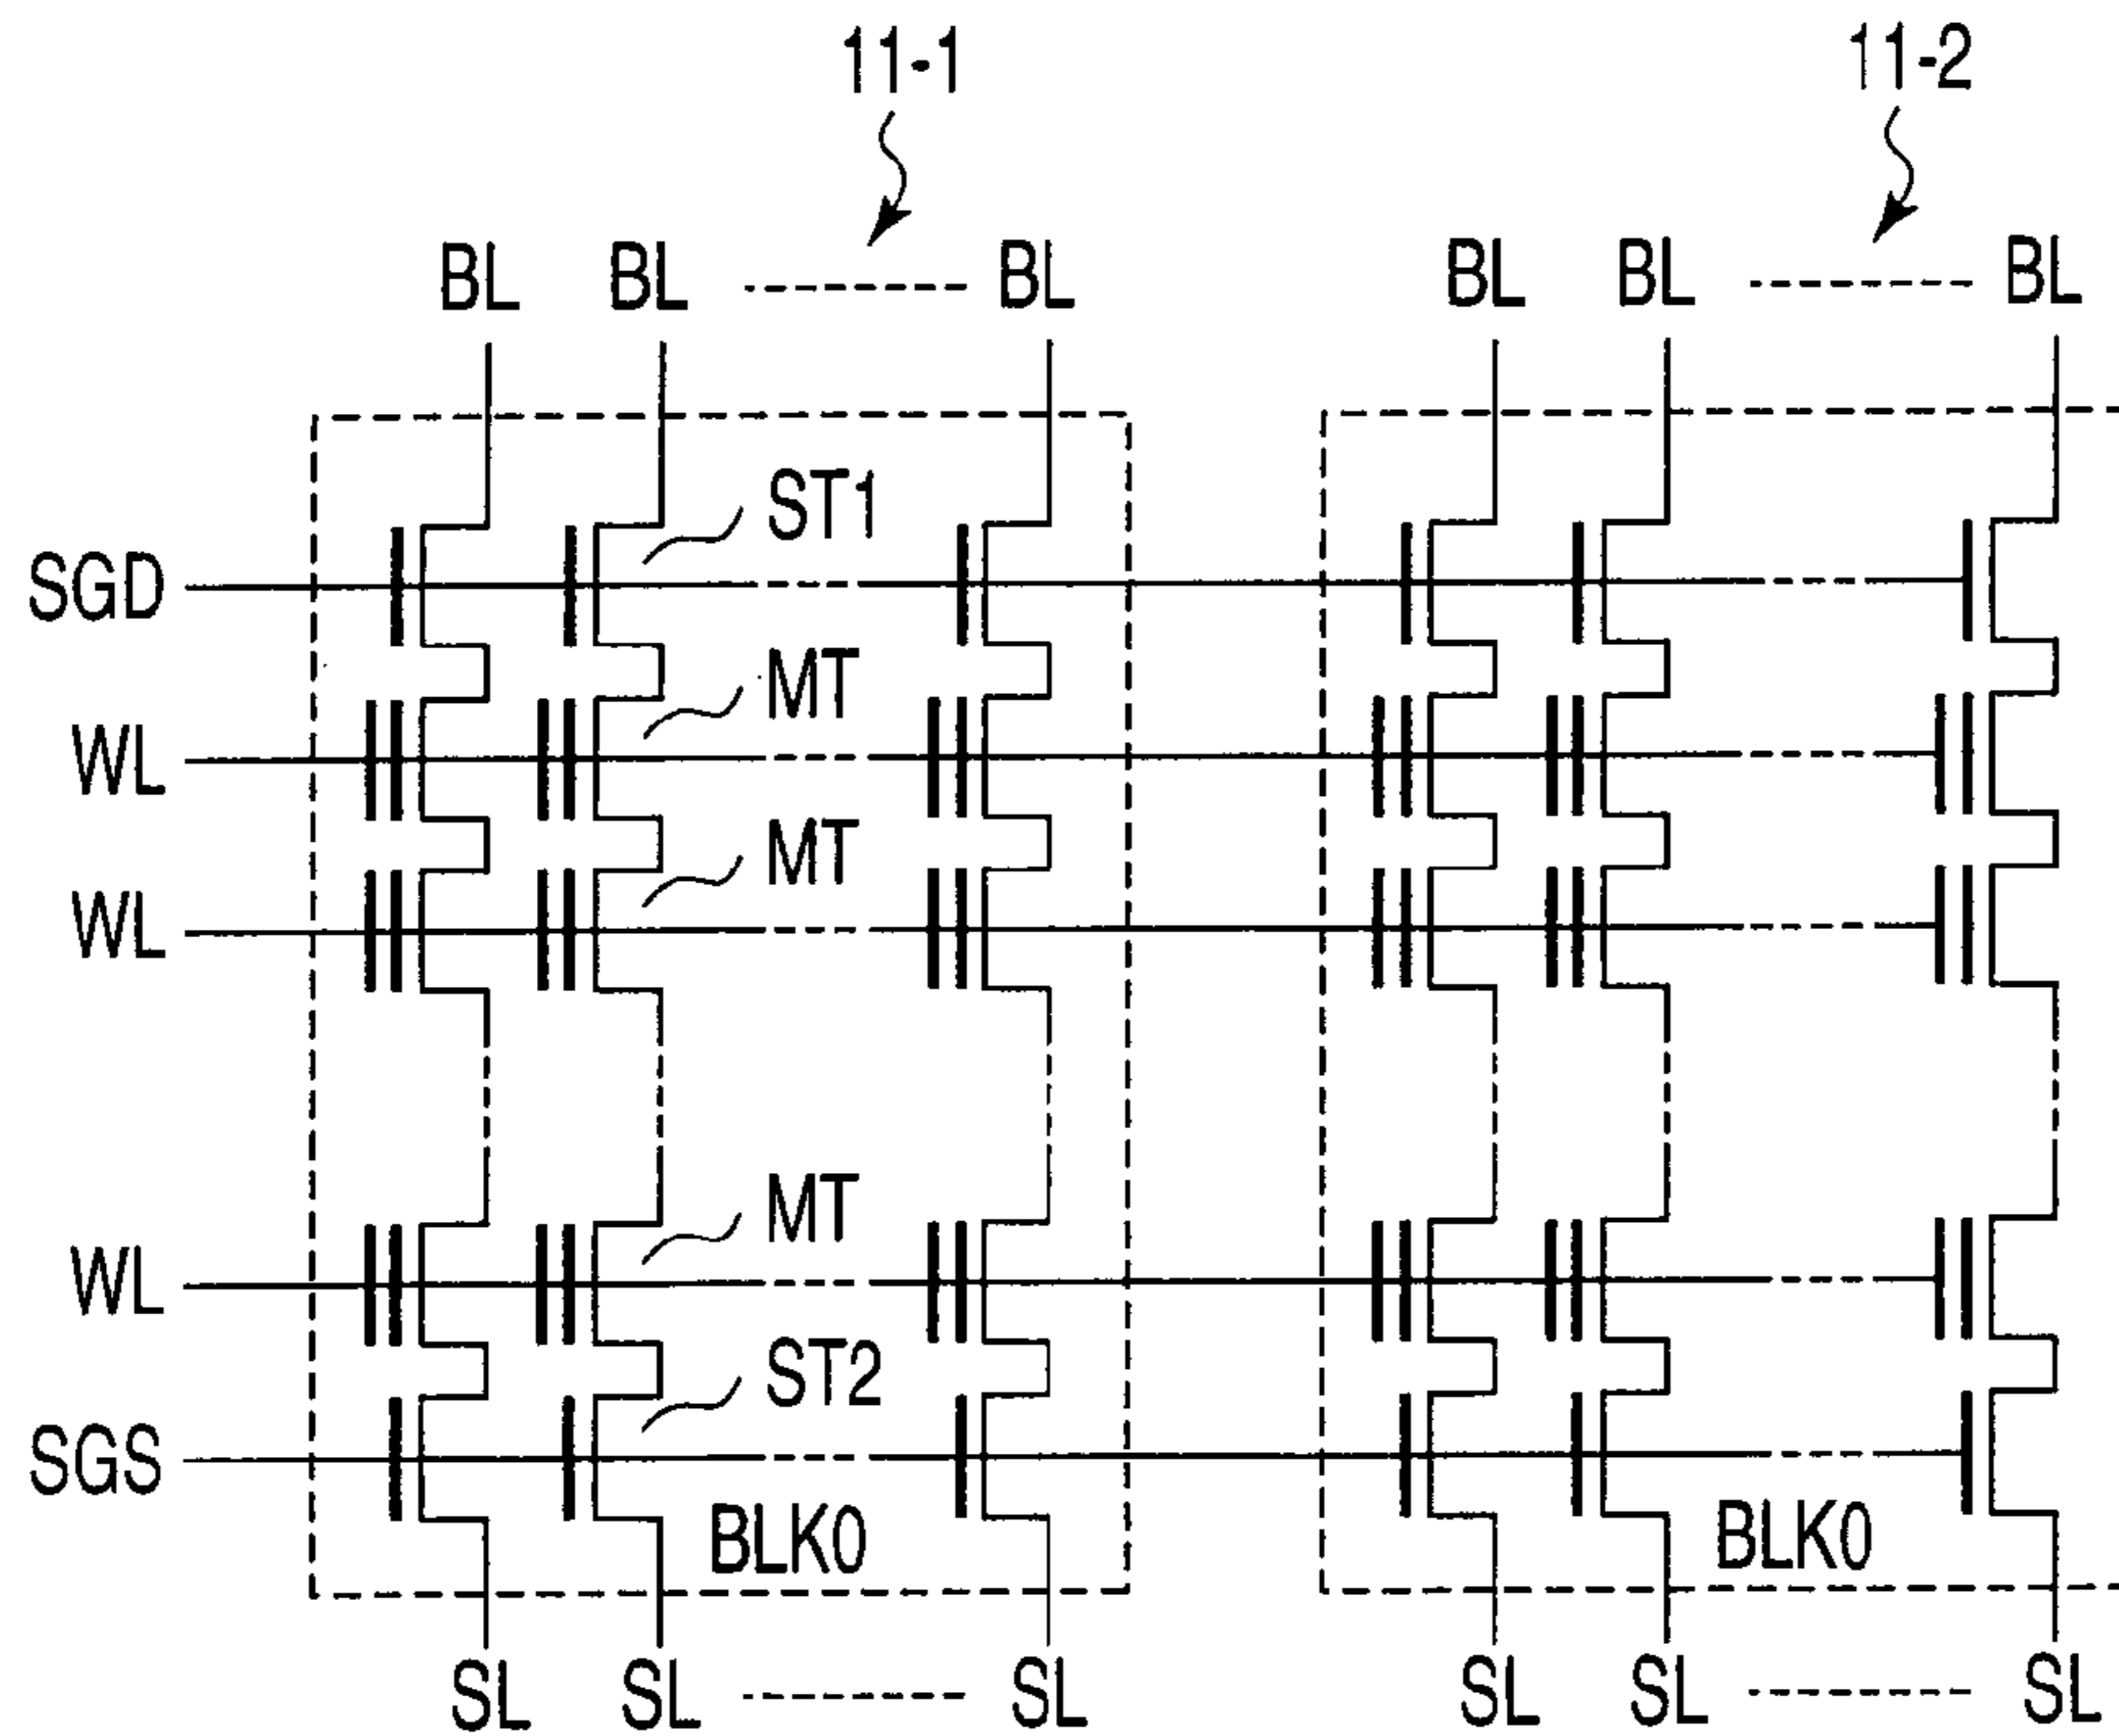 11-1 11-2
BL BL BL BL BL BL
ST1
SGD
MT
WL
MT
WL
MT
WL
ST2
SGS
BLK0 BLK0
SL SL SL SL SL SL